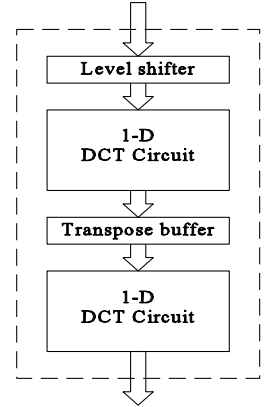 Level shifter
1-D
DCT Circuit
Transpose buffer
1-D
DCT Circuit